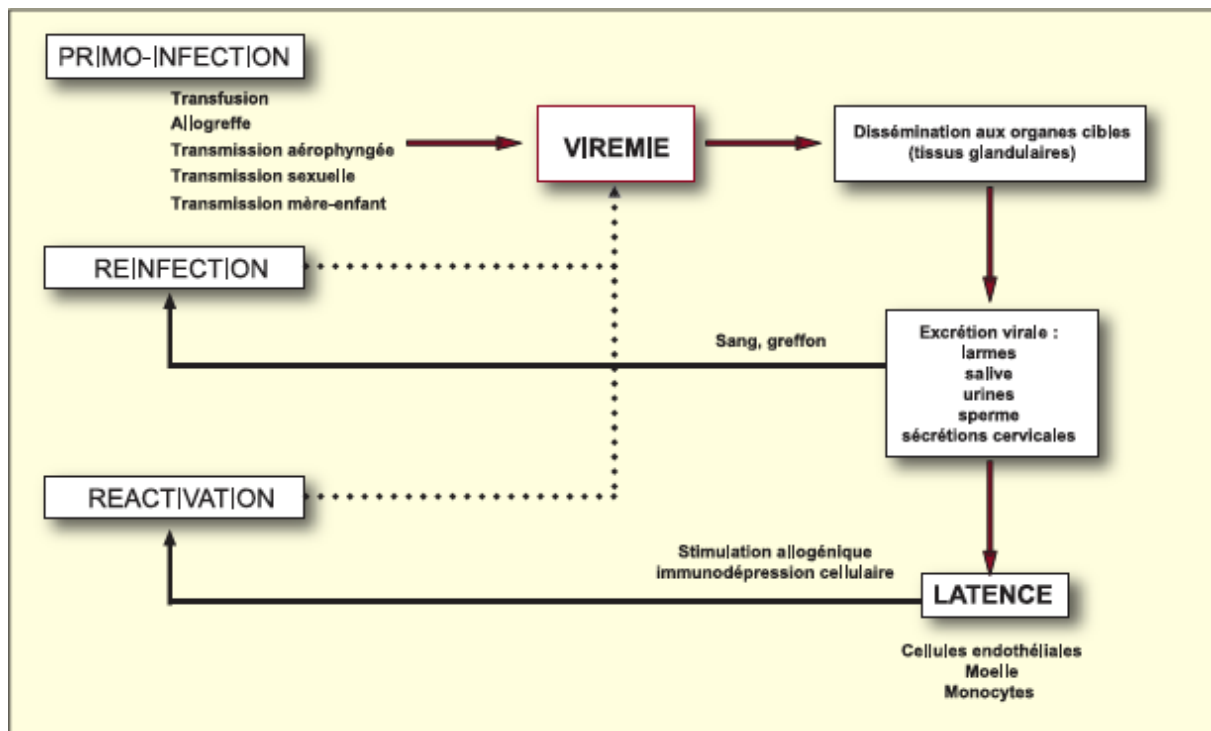 PRIMO-INFECTION
Transfusion
Allogreffe
Transmission aérophyngée
Transmission sexuelle
Transmission mère-enfant
VIREMIE
Dissémination aux organes cibles
(tissus glandulaires)
REINFECTION
Sang, greffon
Excrétion virale :
larmes
salive
urines
sperme
sécrétions cervicales
REACTIVATION
Stimulation allogénique
immunodépression cellulaire
LATENCE
Cellules endothéliales
Moelle
Monocytes